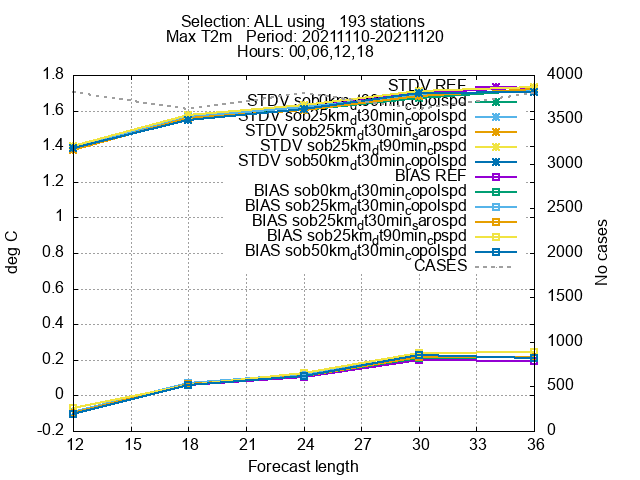 Selection: ALL using 193 stations
Max T2m Period: 20211110-20211120
Hours: 00,06,12,18
STDV REF
STDV sob0km_dt30min_copolspd
STDV sob25km_dt30min_copolspd
STDV sob25km_dt30min_sarospd
STDV sob25km_dt90min_cpspd
STDV sob50km_dt30min_copolspd
BIAS REF
BIAS sob0km_dt30min_copolspd
BIAS sob25km_dt30min_copolspd
BIAS sob25km_dt30min_sarospd
BIAS sob25km_dt90min_cpspd
BIAS sob50km_dt30min_copolspd
CASES
deg C
1.8
1.6
1.4
1.2
1
0.8
0.6
0.4
0.2
0
-0.2
4000
3500
3000
2500
2000
1500
1000
500
0
No cases
12 15 18 21 24 27 30 33 36
Forecast length